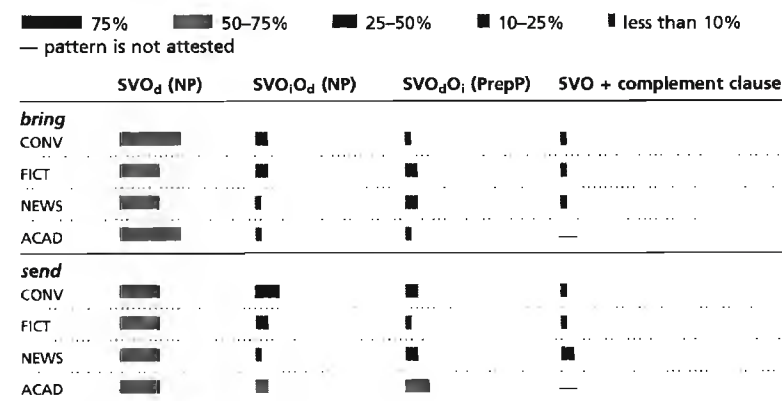 75% 50–75% 25–50% 10–25% less than 10%
— pattern is not attested
SVOd (NP) SVOiOd (NP) SVOdOi (PrepP) SVO + complement clause
bring
CONV
FICT
NEWS
ACAD —
send
CONV
FICT
NEWS
ACAD —